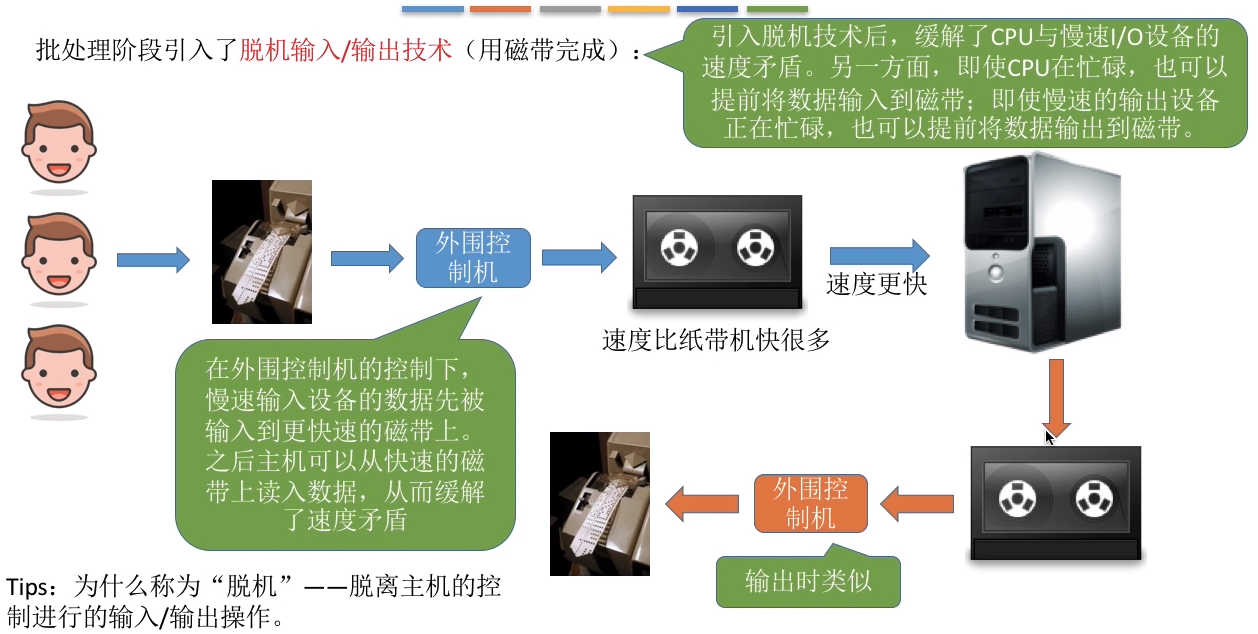 批处理阶段引入了脱机输入/输出技术（用磁带完成）：
引入脱机技术后，缓解了CPU与慢速I/O设备的
速度矛盾。另一方面，即使CPU在忙碌，也可以
提前将数据输入到磁带；即使慢速的输出设备
正在忙碌，也可以提前将数据输出到磁带。
外围控
制机
速度更快
速度比纸带机快很多
在外围控制机的控制下，
慢速输入设备的数据先被
输入到更快速的磁带上。
之后主机可以从快速的磁
带上读入数据，从而缓解
了速度矛盾
外围控
制机
输出时类似
Tips：为什么称为“脱机”——脱离主机的控
制进行的输入/输出操作。